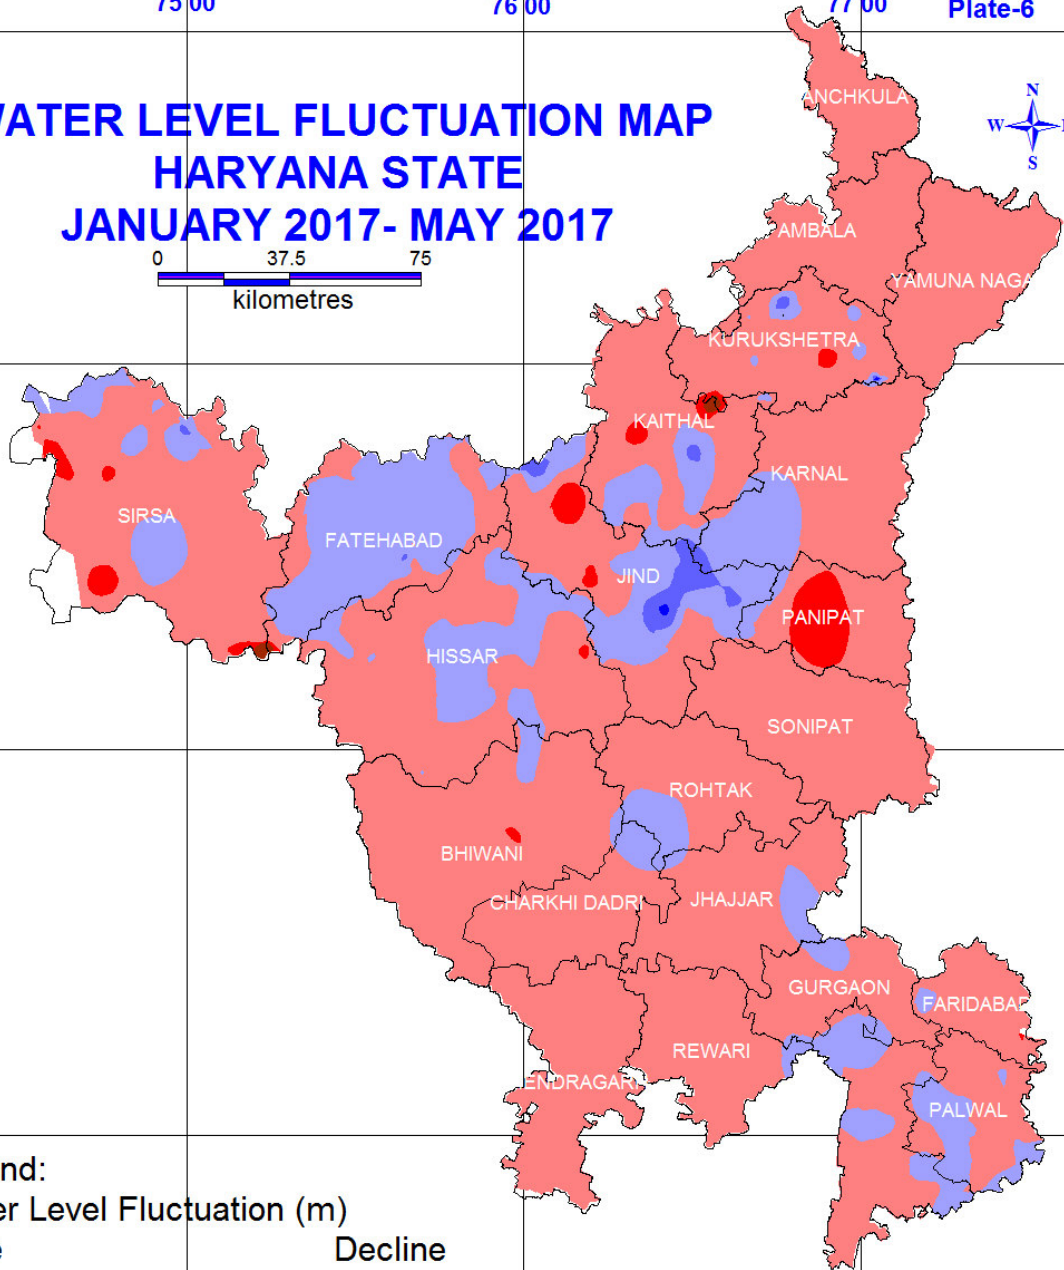 75°00' 76°00' 77°00' Plate-6
WATER LEVEL FLUCTUATION MAP
HARYANA STATE
JANUARY 2017- MAY 2017
0 37.5 75
kilometres
N
W
S
ANCHKULA
AMBALA
YAMUNA NAGA
KURUKSHETRA
KAITHAL
KARNAL
SIRSA
FATEHABAD
JIND
PANIPAT
HISSAR
SONIPAT
ROHTAK
BHIWANI
CHARKHI DADRI
JHAJJAR
GURGAON
FARIDABAD
REWARI
ENDRAGARH
PALWAL
nd:
er Level Fluctuation (m)
e Decline